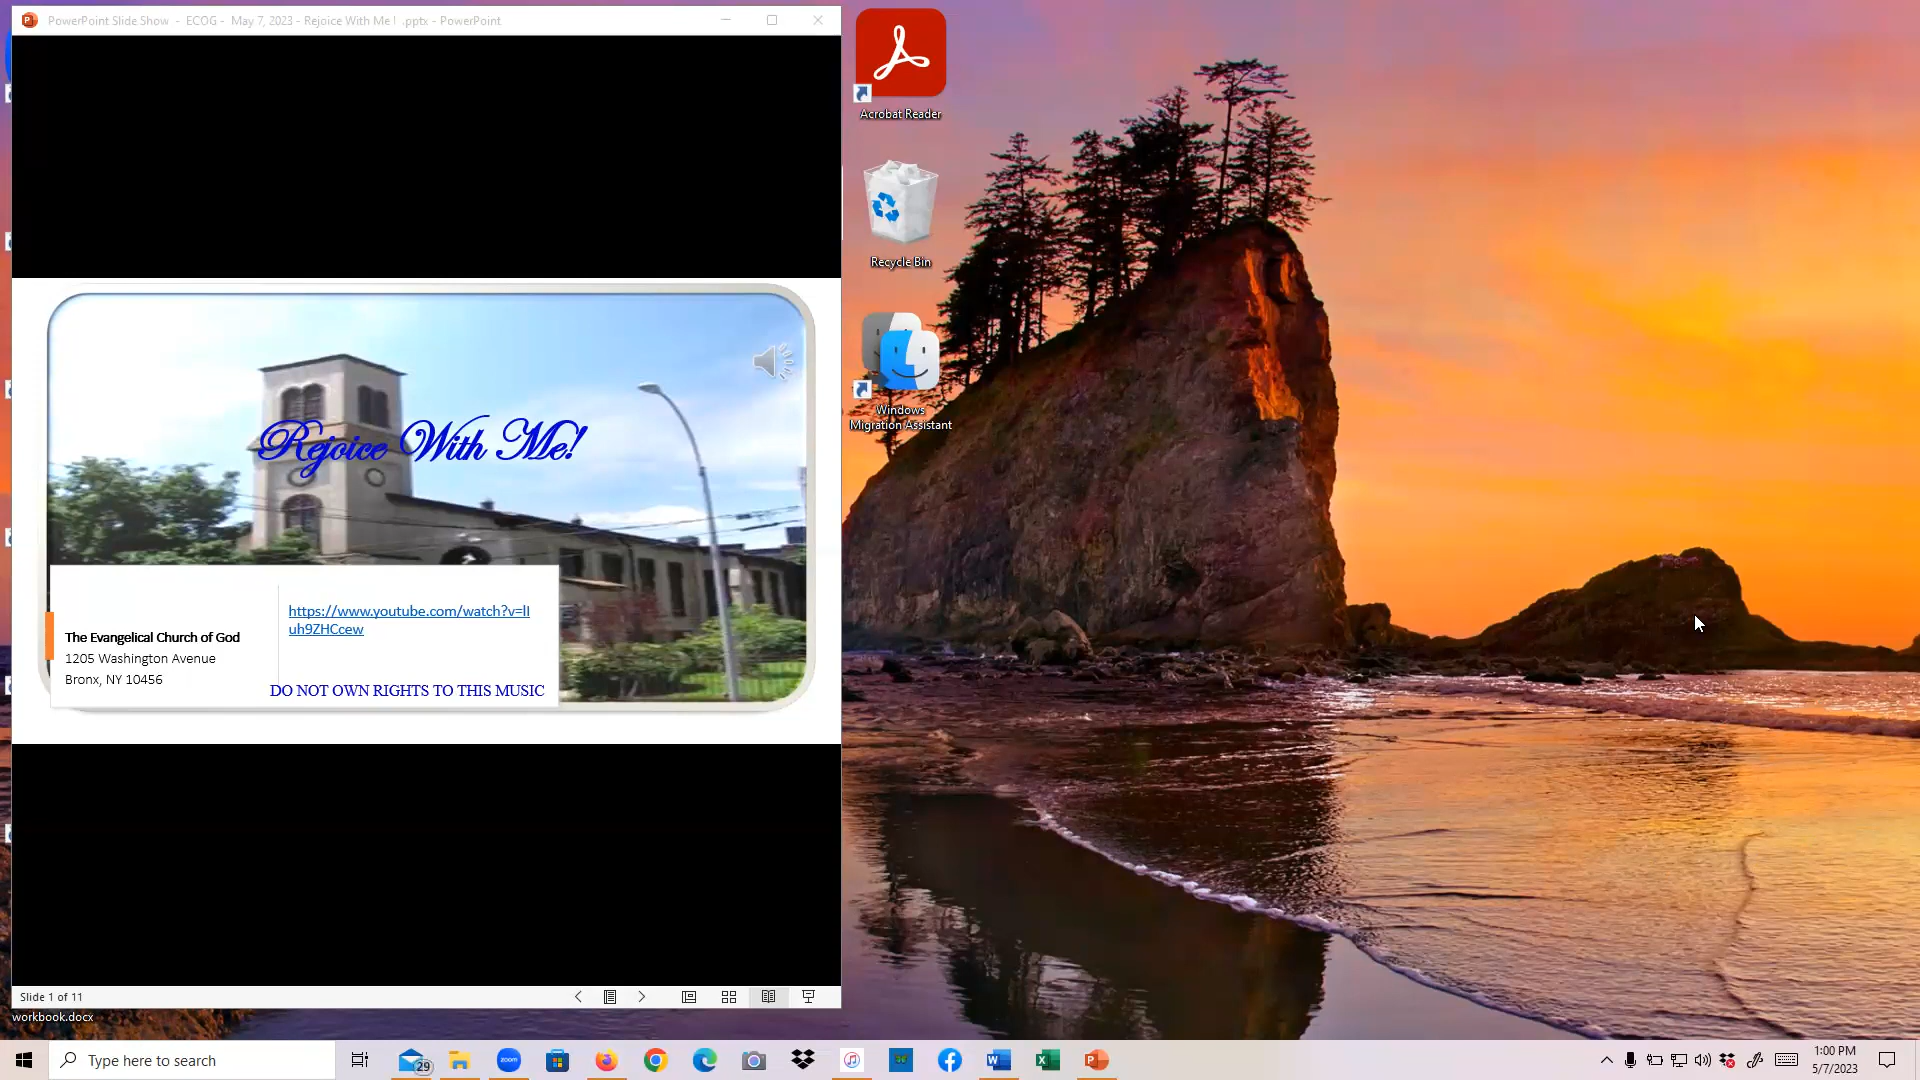 PowerPoint Slide Show - ECOG - May 7, 2023 - Rejoice With Me ! .pptx - PowerPoint
Rejoice With Me!
https://www.youtube.com/watch?v=lI
uh9ZHCcew
The Evangelical Church of God
1205 Washington Avenue
Bronx, NY 10456
DO NOT OWN RIGHTS TO THIS MUSIC
Slide 1 of 11
workbook.docx
Acrobat Reader
Recycle Bin
Windows
Migration Assistant
Type here to search
29
zoom
1:00 PM
5/7/2023